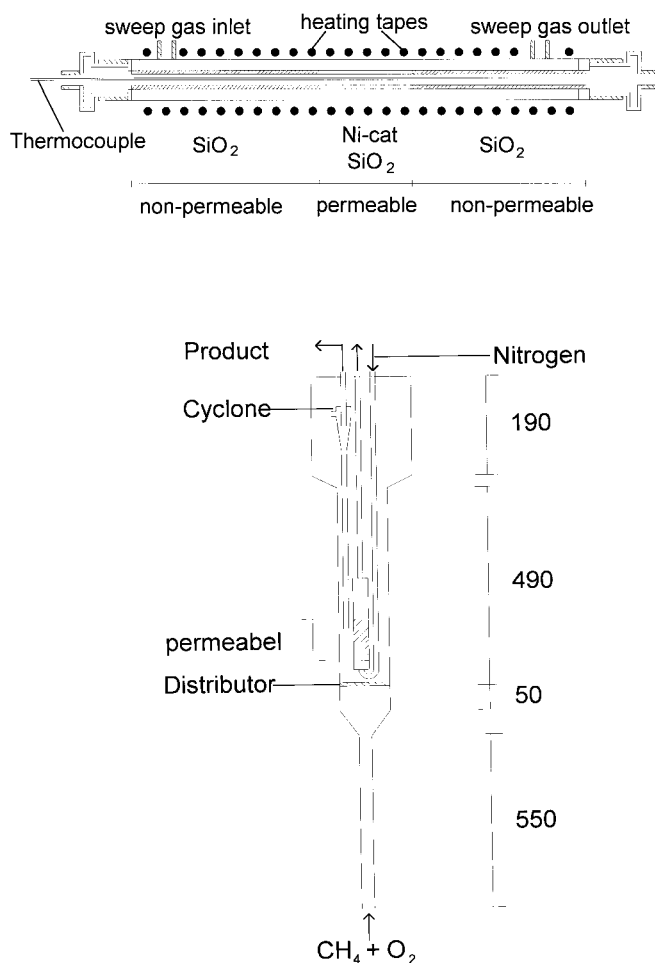 sweep gas inlet heating tapes sweep gas outlet
Thermocouple
SiO₂ Ni-cat SiO₂ SiO₂
non-permeable permeable non-permeable
Product Nitrogen
Cyclone
190
490
permeabel
Distributor
50
550
CH₄ + O₂